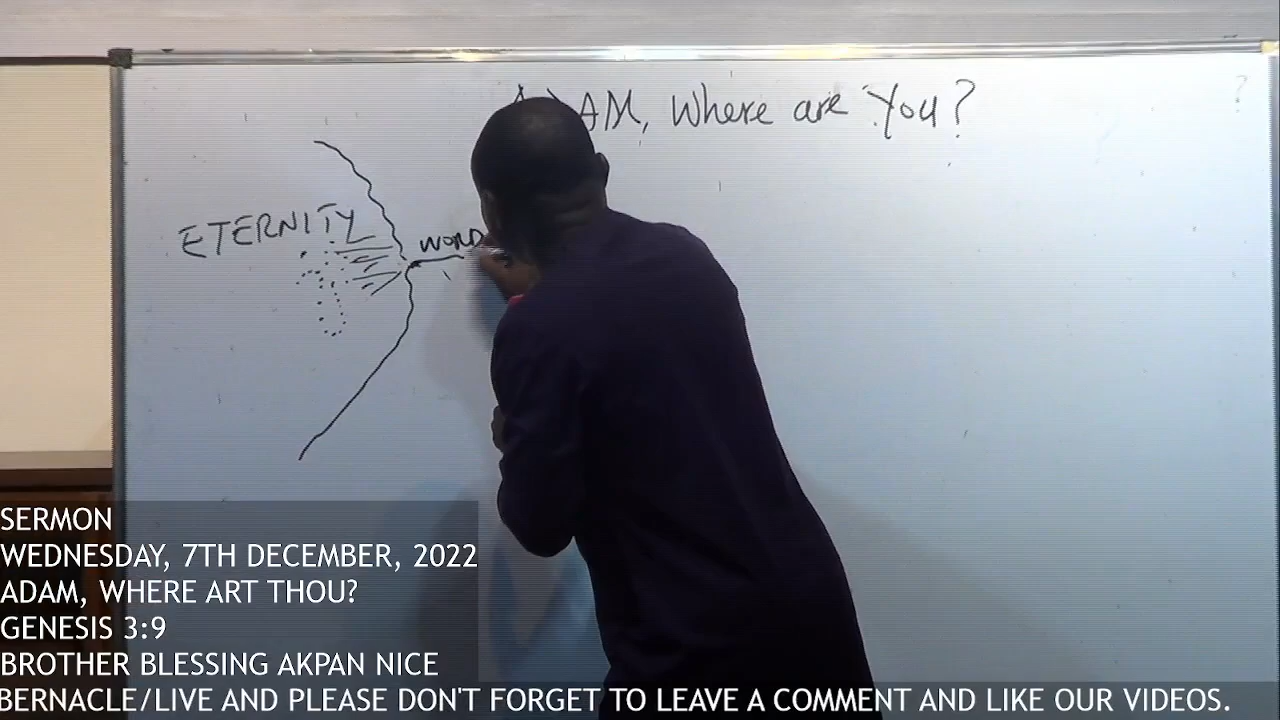 AM, Where are You?
ETERNITY
WORD
SERMON
WEDNESDAY, 7TH DECEMBER, 2022
ADAM, WHERE ART THOU?
GENESIS 3:9
BROTHER BLESSING AKPAN NICE
BERNACLE/LIVE AND PLEASE DON'T FORGET TO LEAVE A COMMENT AND LIKE OUR VIDEOS.